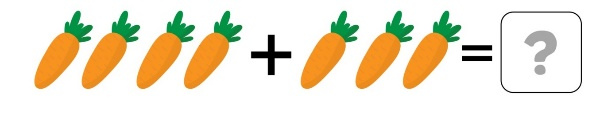 + = ?